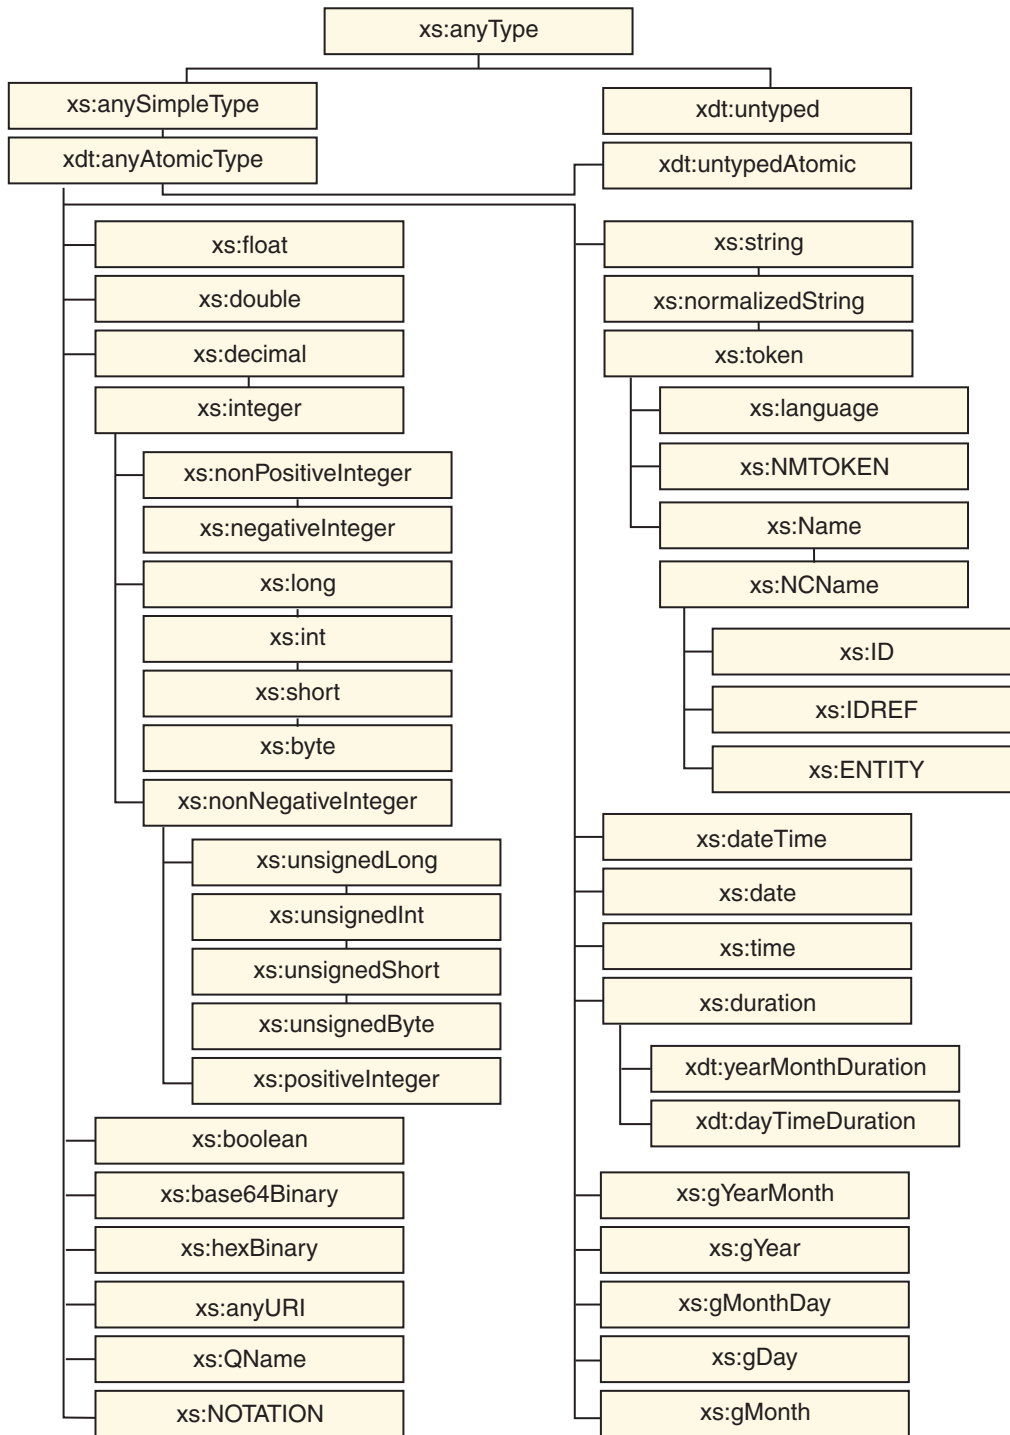 xs:anyType
xs:anySimpleType
xdt:untyped
xdt:anyAtomicType
xdt:untypedAtomic
xs:float
xs:double
xs:decimal
xs:integer
xs:nonPositiveInteger
xs:negativeInteger
xs:long
xs:int
xs:short
xs:byte
xs:nonNegativeInteger
xs:unsignedLong
xs:unsignedInt
xs:unsignedShort
xs:unsignedByte
xs:positiveInteger
xs:boolean
xs:base64Binary
xs:hexBinary
xs:anyURI
xs:QName
xs:NOTATION
xs:string
xs:normalizedString
xs:token
xs:language
xs:NMTOKEN
xs:Name
xs:NCName
xs:ID
xs:IDREF
xs:ENTITY
xs:dateTime
xs:date
xs:time
xs:duration
xdt:yearMonthDuration
xdt:dayTimeDuration
xs:gYearMonth
xs:gYear
xs:gMonthDay
xs:gDay
xs:gMonth